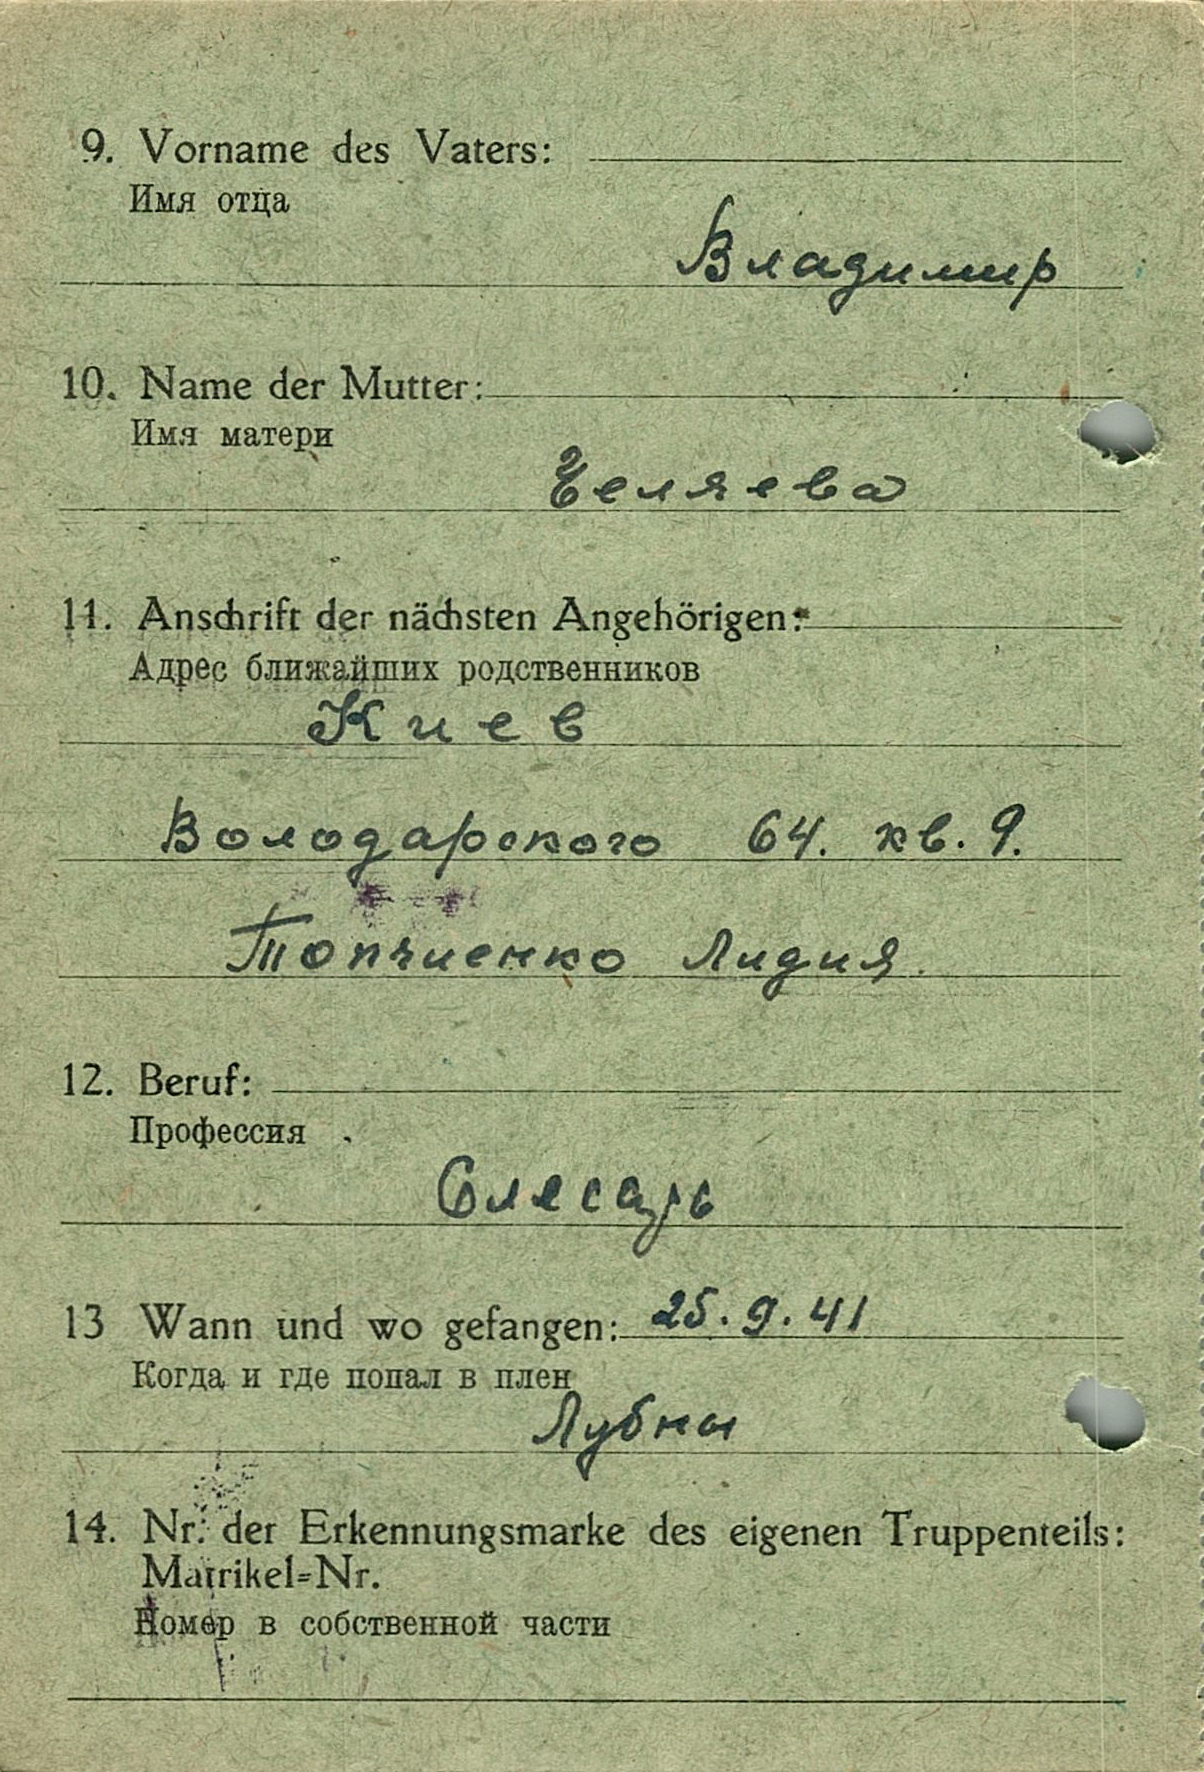 9. Vorname des Vaters:
Имя отца
Владимир
10. Name der Mutter:
Имя матери
Челяева
11. Anschrift der nächsten Angehörigen:
Адрес ближайших родственников
Киев
Володарского 64. кв. 9.
Топчиенко Лидия.
12. Beruf:
Профессия
Слесарь
13 Wann und wo gefangen: 25.9.41
Когда и где попал в плен
Лубны
14. Nr. der Erkennungsmarke des eigenen Truppenteils:
Matrikel=Nr.
Номер в собственной части